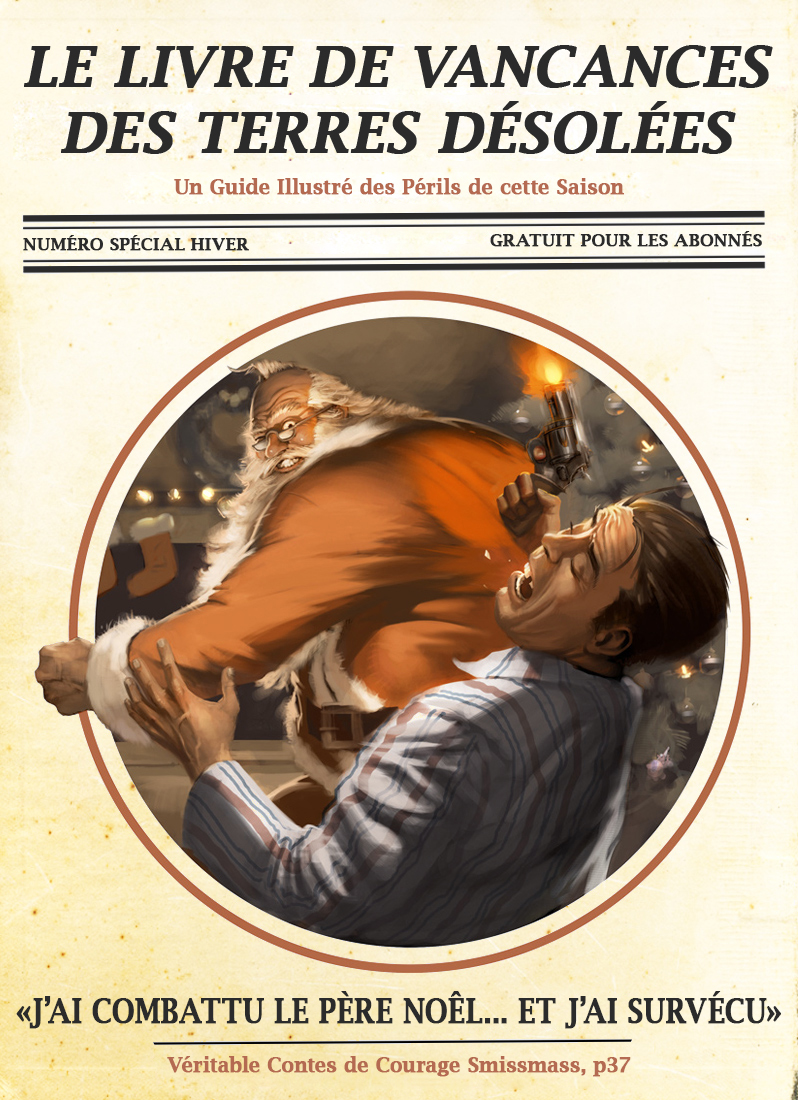 LE LIVRE DE VANCANCES
DES TERRES DÉSOLÉES
Un Guide Illustré des Périls de cette Saison
NUMÉRO SPÉCIAL HIVER
GRATUIT POUR LES ABONNÉS
«J'AI COMBATTU LE PÈRE NOÊL... ET J'AI SURVÉCU»
Véritable Contes de Courage Smissmass, p37